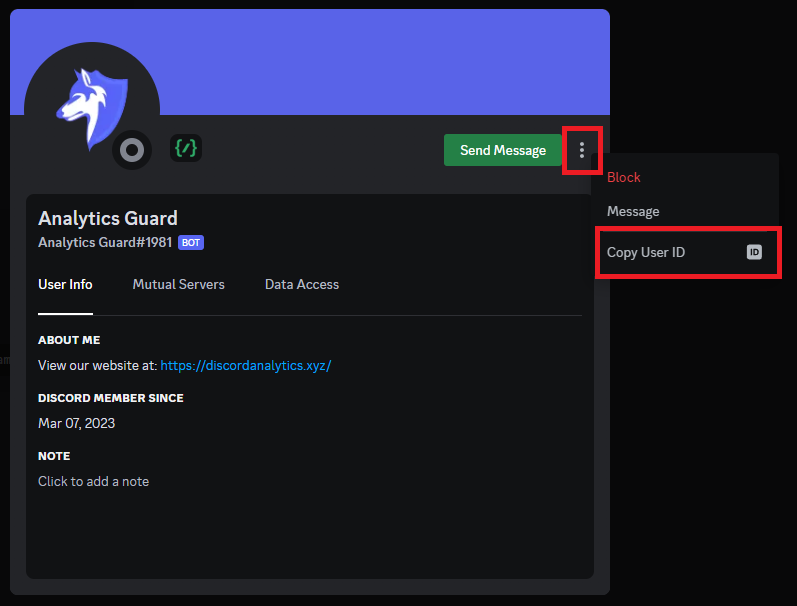 {/}
Send Message
Block
Message
Copy User ID
ID
Analytics Guard
Analytics Guard#1981 BOT
User Info
Mutual Servers
Data Access
ABOUT ME
View our website at: https://discordanalytics.xyz/
DISCORD MEMBER SINCE
Mar 07, 2023
NOTE
Click to add a note